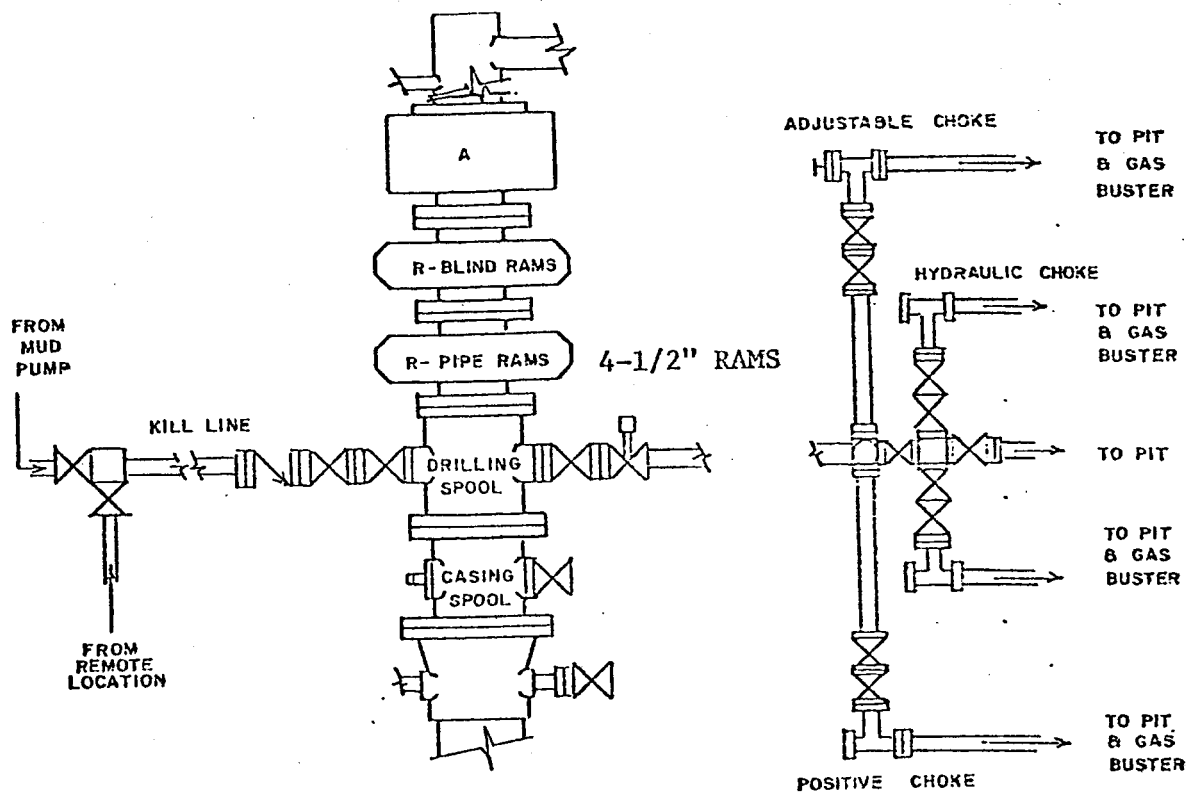 ADJUSTABLE CHOKE
TO PIT
& GAS
BUSTER
A
R-BLIND RAMS
HYDRAULIC CHOKE
TO PIT
& GAS
BUSTER
FROM
MUD
PUMP
R- PIPE RAMS
4-1/2" RAMS
KILL LINE
DRILLING
SPOOL
TO PIT
TO PIT
& GAS
BUSTER
CASING
SPOOL
FROM
REMOTE
LOCATION
TO PIT
& GAS
BUSTER
POSITIVE CHOKE